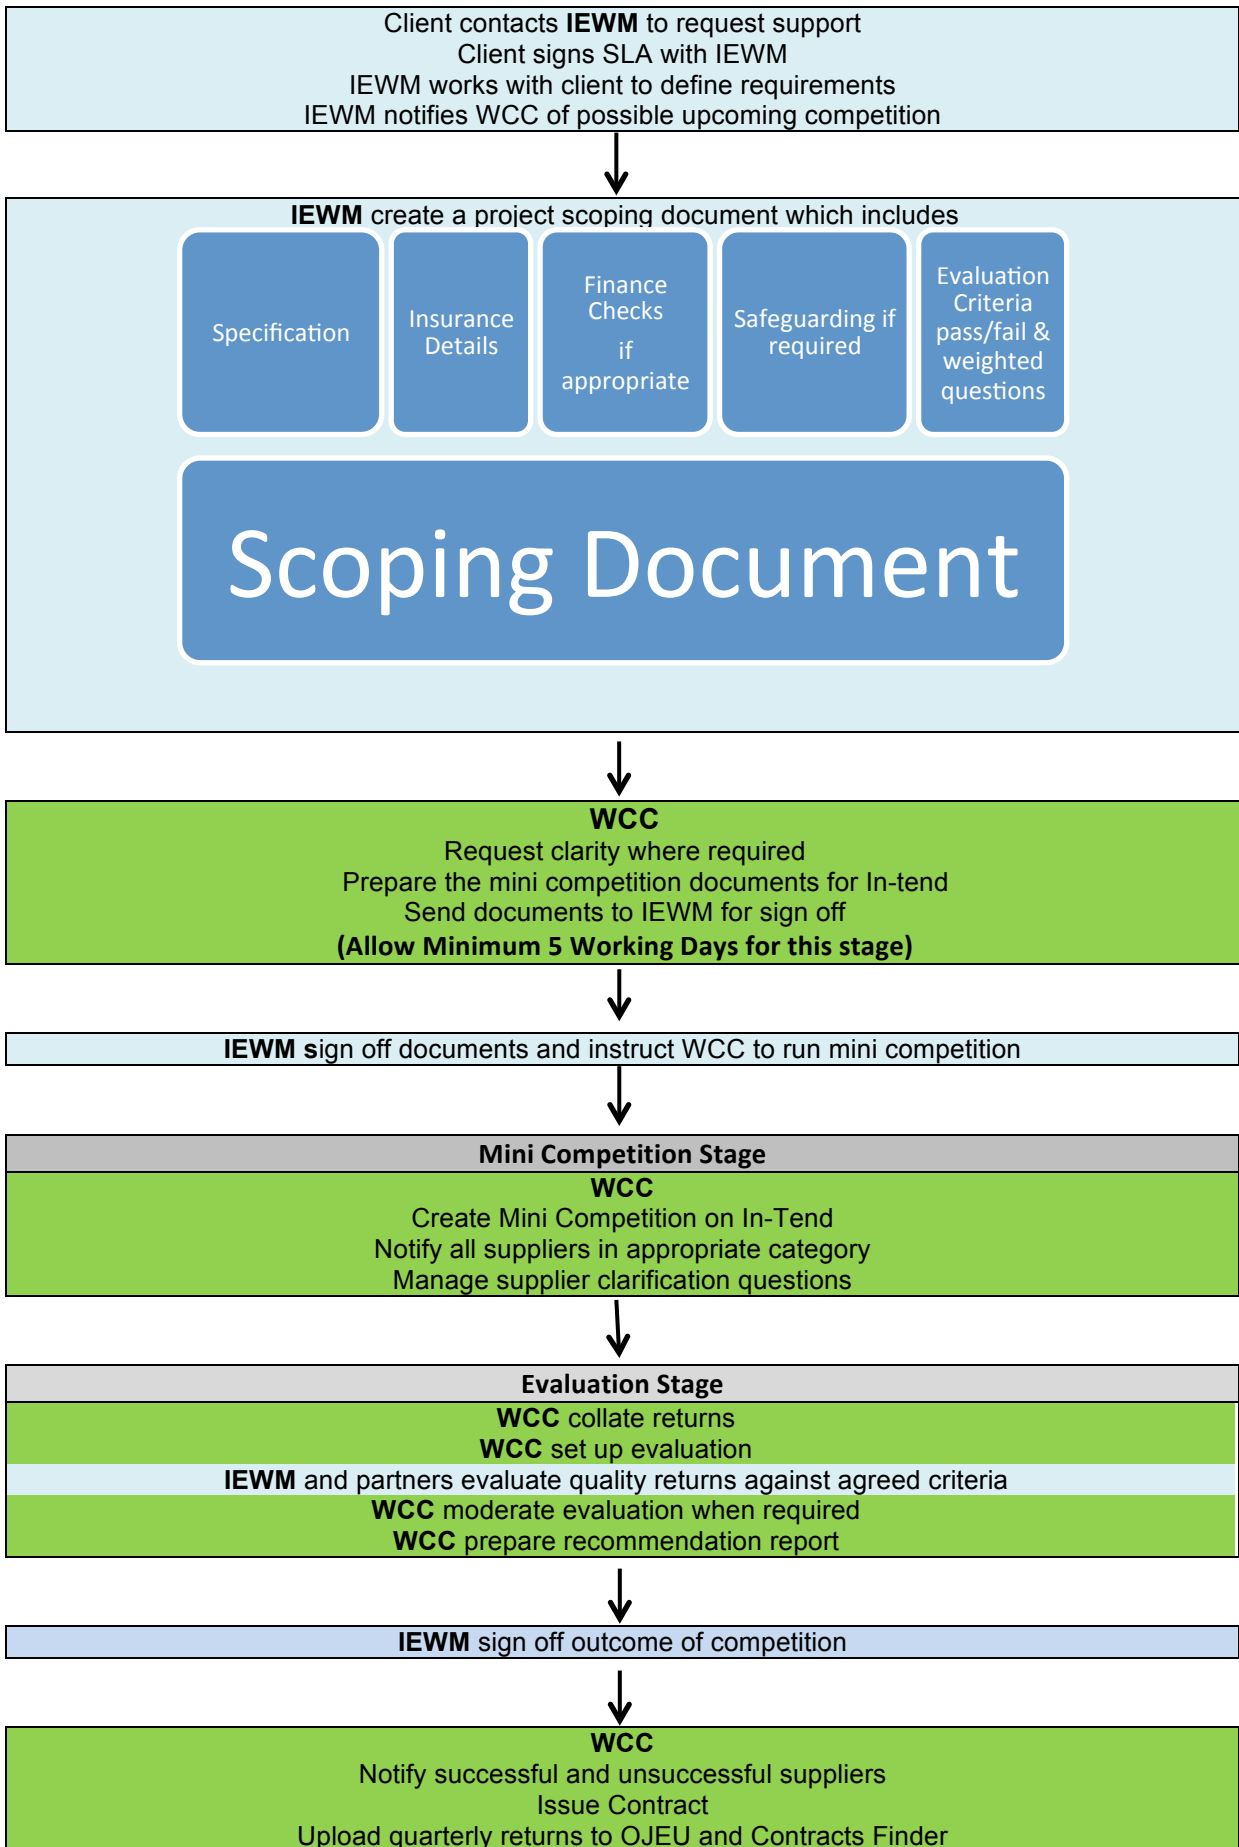 Client contacts IEWM to request support
Client signs SLA with IEWM
IEWM works with client to define requirements
IEWM notifies WCC of possible upcoming competition
IEWM create a project scoping document which includes
Specification
Insurance
Details
Finance
Checks
if
appropriate
Safeguarding if
required
Evaluation
Criteria
pass/fail &
weighted
questions
Scoping Document
WCC
Request clarity where required
Prepare the mini competition documents for In-tend
Send documents to IEWM for sign off
(Allow Minimum 5 Working Days for this stage)
IEWM sign off documents and instruct WCC to run mini competition
Mini Competition Stage
WCC
Create Mini Competition on In-Tend
Notify all suppliers in appropriate category
Manage supplier clarification questions
Evaluation Stage
WCC collate returns
WCC set up evaluation
IEWM and partners evaluate quality returns against agreed criteria
WCC moderate evaluation when required
WCC prepare recommendation report
IEWM sign off outcome of competition
WCC
Notify successful and unsuccessful suppliers
Issue Contract
Upload quarterly returns to OJEU and Contracts Finder